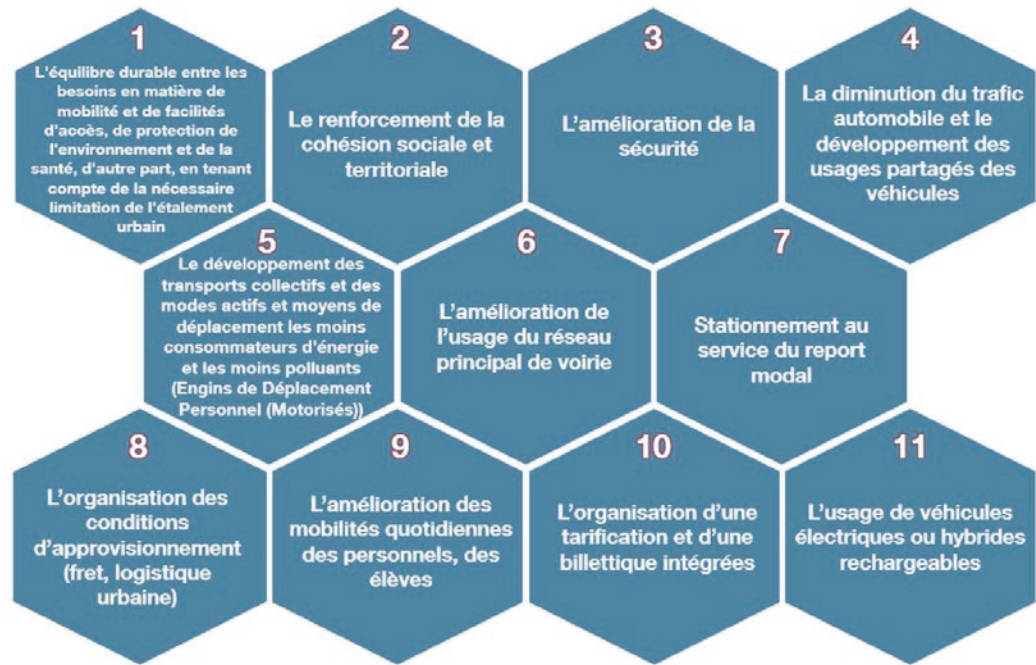 1
L'équilibre durable entre les
besoins en matière de
mobilité et de facilités
d'accès, de protection de
l'environnement et de la
santé, d'autre part, en tenant
compte de la nécessaire
limitation de l'étalement
urbain
2
Le renforcement de la
cohésion sociale et
territoriale
3
L'amélioration de la
sécurité
4
La diminution du trafic
automobile et le
développement des
usages partagés des
véhicules
5
Le développement des
transports collectifs et des
modes actifs et moyens de
déplacement les moins
consommateurs d'énergie
et les moins polluants
(Engins de Déplacement
Personnel (Motorisés))
6
L'amélioration de
l'usage du réseau
principal de voirie
7
Stationnement au
service du report
modal
8
L'organisation des
conditions
d'approvisionnement
(fret, logistique
urbaine)
9
L'amélioration des
mobilités quotidiennes
des personnels, des
élèves
10
L'organisation d'une
tarification et d'une
billettique intégrées
11
L'usage de véhicules
électriques ou hybrides
rechargeables